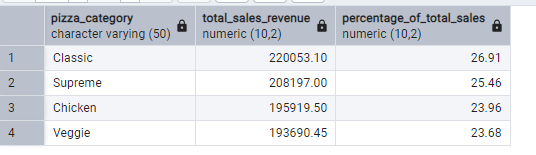 pizza_category total_sales_revenue percentage_of_total_sales
character varying (50) numeric (10,2) numeric (10,2)
1 Classic 220053.10 26.91
2 Supreme 208197.00 25.46
3 Chicken 195919.50 23.96
4 Veggie 193690.45 23.68